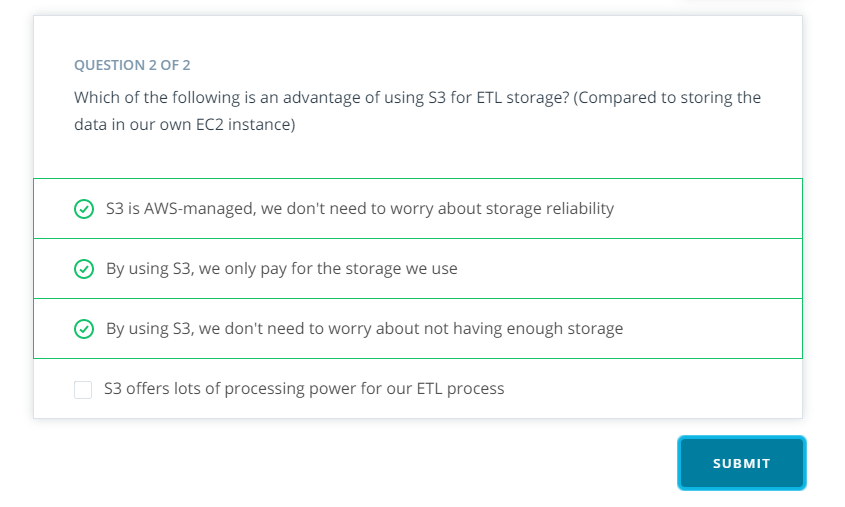 QUESTION 2 OF 2
Which of the following is an advantage of using S3 for ETL storage? (Compared to storing the
data in our own EC2 instance)
S3 is AWS-managed, we don't need to worry about storage reliability
By using S3, we only pay for the storage we use
By using S3, we don't need to worry about not having enough storage
S3 offers lots of processing power for our ETL process
SUBMIT